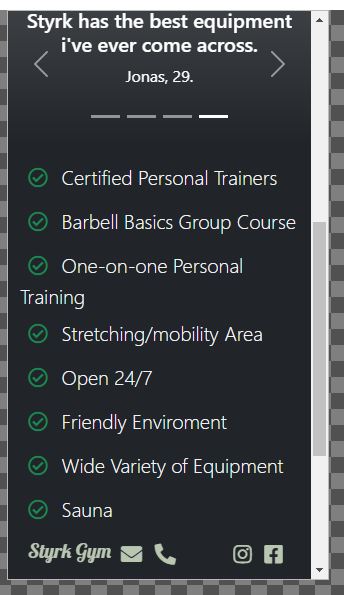 Styrk has the best equipment
i've ever come across.
Jonas, 29.
Certified Personal Trainers
Barbell Basics Group Course
One-on-one Personal
Training
Stretching/mobility Area
Open 24/7
Friendly Enviroment
Wide Variety of Equipment
Sauna
Styrk Gym